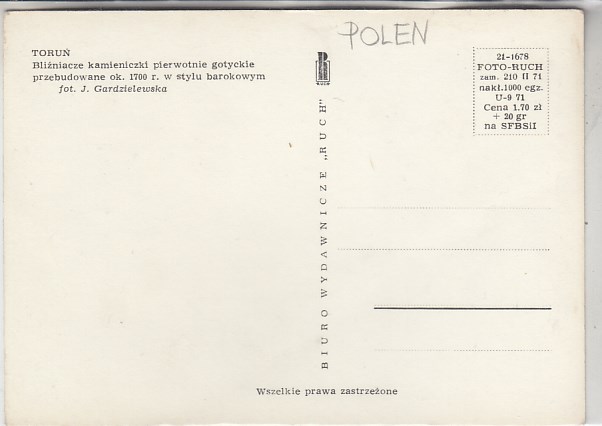 TORUŃ
Bliźniacze kamieniczki pierwotnie gotyckie
przebudowane ok. 1700 r. w stylu barokowym
fot. J. Gardzielewska
POLEN
RUCH
21-1678
FOTO-RUCH
zam. 210 II 71
nakł.1000 egz.
U-9 71
Cena 1.70 zł
+ 20 gr
na SFBSiI
BIURO WYDAWNICZE „RUCH"
Wszelkie prawa zastrzeżone